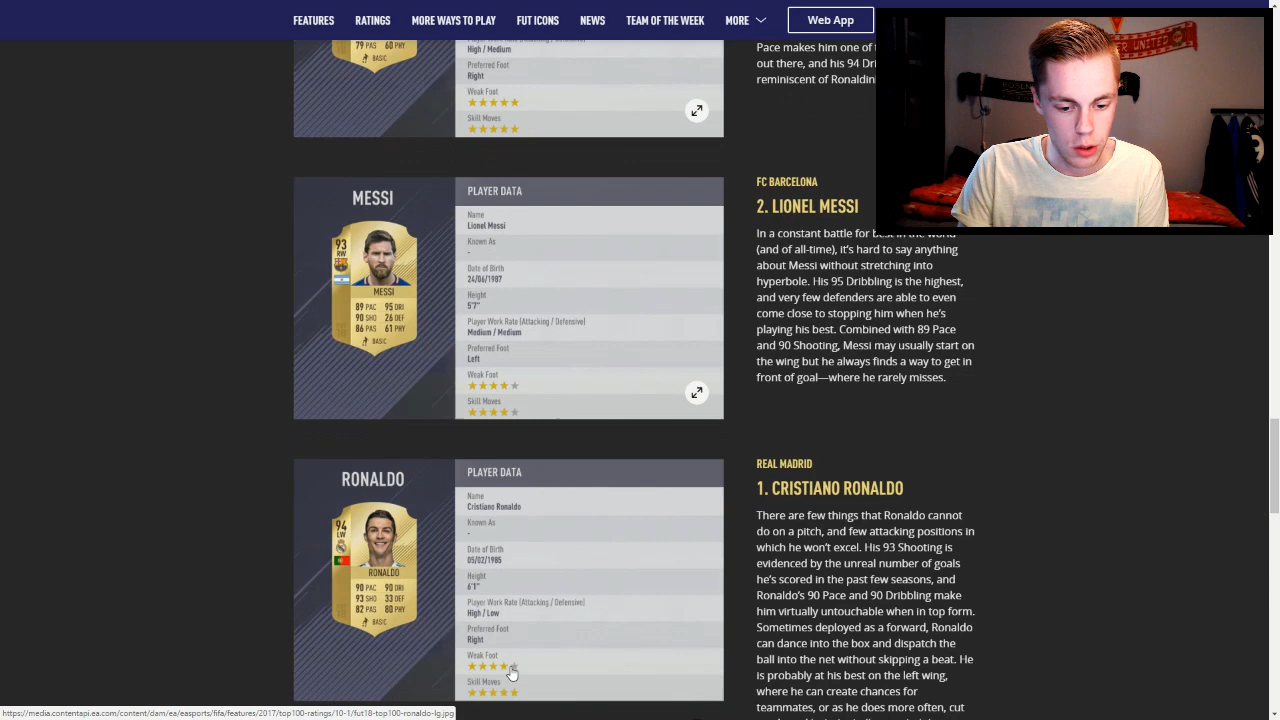 FEATURES RATINGS MORE WAYS TO PLAY FUT ICONS NEWS TEAM OF THE WEEK MORE Web App
79 PAS 60 PHY
BASIC
High / Medium
Preferred Foot
Right
Weak Foot
Skill Moves
Pace makes him one of
out there, and his 94 Dri
reminiscent of Ronaldin
MESSI
93
RW
MESSI
89 PAC 95 DRI
90 SHO 26 DEF
86 PAS 61 PHY
BASIC
PLAYER DATA
Name
Lionel Messi
Known As
-
Date of Birth
24/06/1987
Height
5'7"
Player Work Rate (Attacking / Defensive)
Medium / Medium
Preferred Foot
Left
Weak Foot
Skill Moves
FC BARCELONA
2. LIONEL MESSI
In a constant battle for best in the world
(and of all-time), it's hard to say anything
about Messi without stretching into
hyperbole. His 95 Dribbling is the highest,
and very few defenders are able to even
come close to stopping him when he's
playing his best. Combined with 89 Pace
and 90 Shooting, Messi may usually start on
the wing but he always finds a way to get in
front of goal—where he rarely misses.
RONALDO
94
LW
RONALDO
90 PAC 90 DRI
93 SHO 33 DEF
82 PAS 80 PHY
BASIC
PLAYER DATA
Name
Cristiano Ronaldo
Known As
-
Date of Birth
05/02/1985
Height
6'1"
Player Work Rate (Attacking / Defensive)
High / Low
Preferred Foot
Right
Weak Foot
Skill Moves
REAL MADRID
1. CRISTIANO RONALDO
There are few things that Ronaldo cannot
do on a pitch, and few attacking positions in
which he won't excel. His 93 Shooting is
evidenced by the unreal number of goals
he's scored in the past few seasons, and
Ronaldo's 90 Pace and 90 Dribbling make
him virtually untouchable when in top form.
Sometimes deployed as a forward, Ronaldo
can dance into the box and dispatch the
ball into the net without skipping a beat. He
is probably at his best on the left wing,
where he can create chances for
teammates, or as he does more often, cut
https://media.contentapi.ea.com/content/dam/ea/easports/fifa/features/2017/top100-ratings/10-1/fut18-top100-ronaldo-lg.jpg